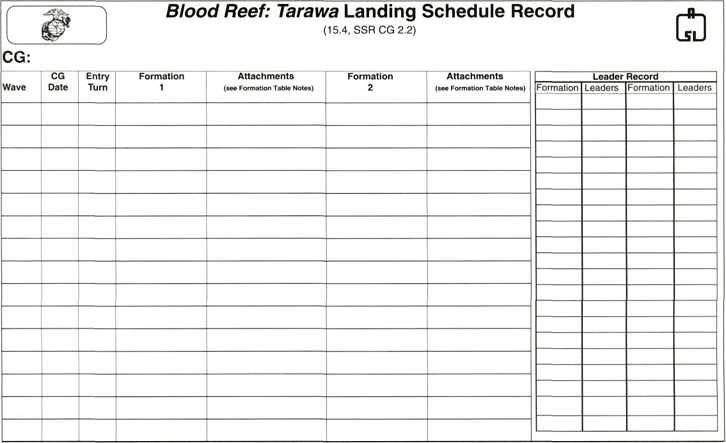 Blood Reef: Tarawa Landing Schedule Record
(15.4, SSR CG 2.2)
A
SL
CG:
Wave
CG Date
Entry Turn
Formation 1
Attachments
(see Formation Table Notes)
Formation 2
Attachments
(see Formation Table Notes)
Leader Record
Formation Leaders Formation Leaders